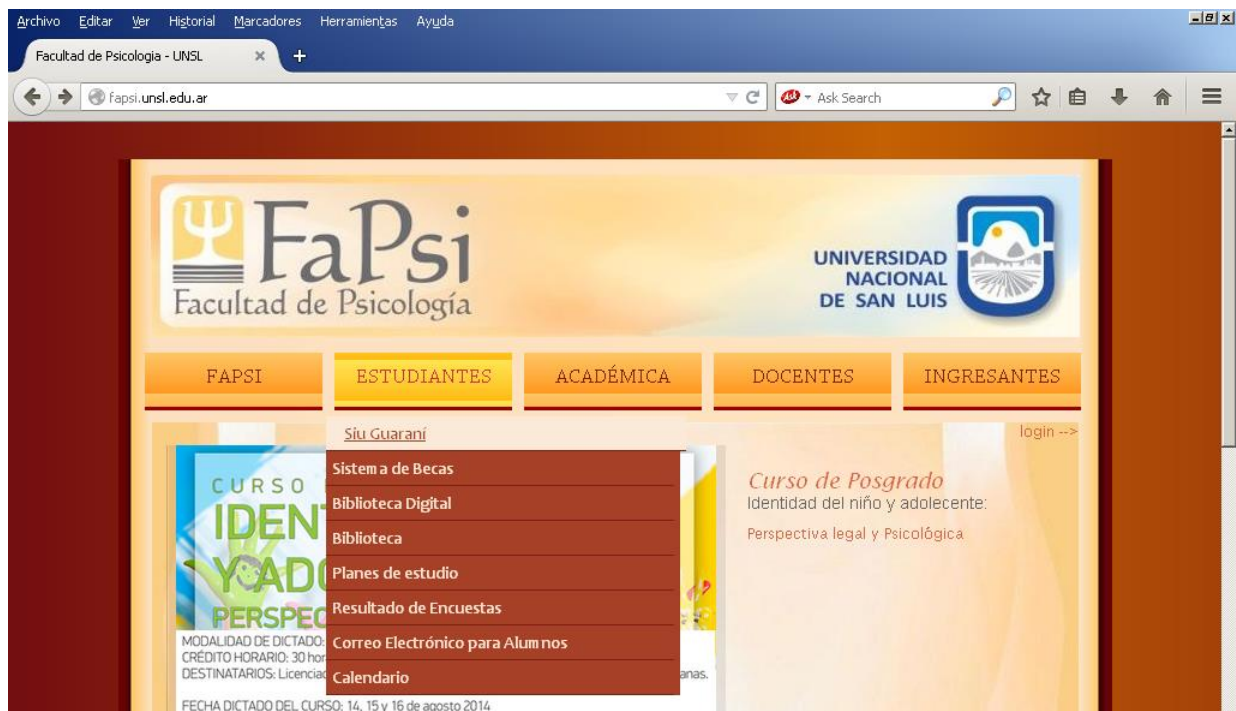 Archivo Editar Ver Historial Marcadores Herramientas Ayuda
Facultad de Psicologia - UNSL
fapsi.unsl.edu.ar
Ask Search
FaPsi
Facultad de Psicología
UNIVERSIDAD
NACIONAL
DE SAN LUIS
FAPSI ESTUDIANTES ACADÉMICA DOCENTES INGRESANTES
Siu Guaraní
Sistema de Becas
Biblioteca Digital
Biblioteca
Planes de estudio
Resultado de Encuestas
Correo Electrónico para Alumnos
Calendario
login -->
CURSO
IDEN
Y ADO
PERSPEC
MODALIDAD DE DICTADO:
CRÉDITO HORARIO: 30 hor
DESTINATARIOS: Licenciad
anas.
FECHA DICTADO DEL CURSO: 14, 15 y 16 de agosto 2014
Curso de Posgrado
Identidad del niño y adolecente:
Perspectiva legal y Psicológica